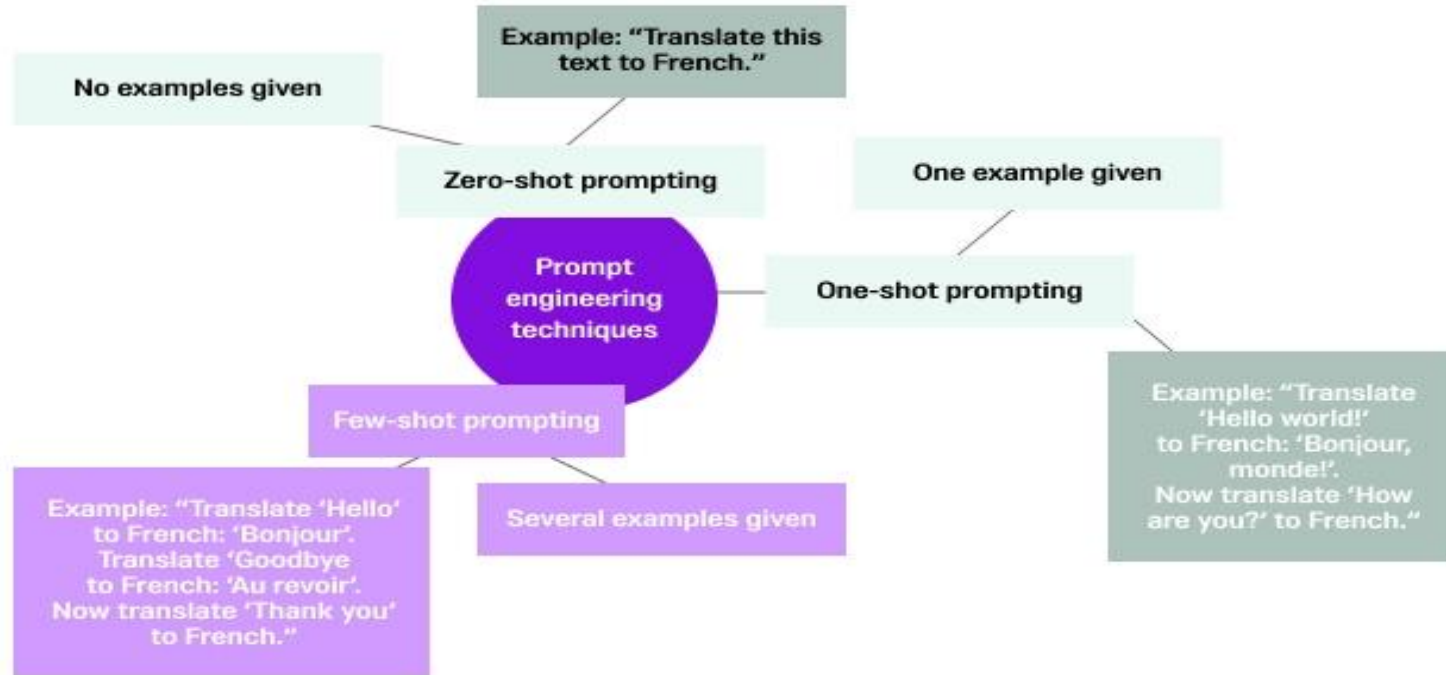 Example: “Translate this
text to French.”
No examples given
Zero-shot prompting
One example given
Prompt
engineering
techniques
One-shot prompting
Example: “Translate
‘Hello world!‘
to French: ‘Bonjour,
monde!’.
Now translate ‘How
are you?’ to French.“
Few-shot prompting
Example: “Translate ‘Hello’
to French: ‘Bonjour’.
Translate ‘Goodbye
to French: ‘Au revoir’.
Now translate ‘Thank you’
to French.”
Several examples given